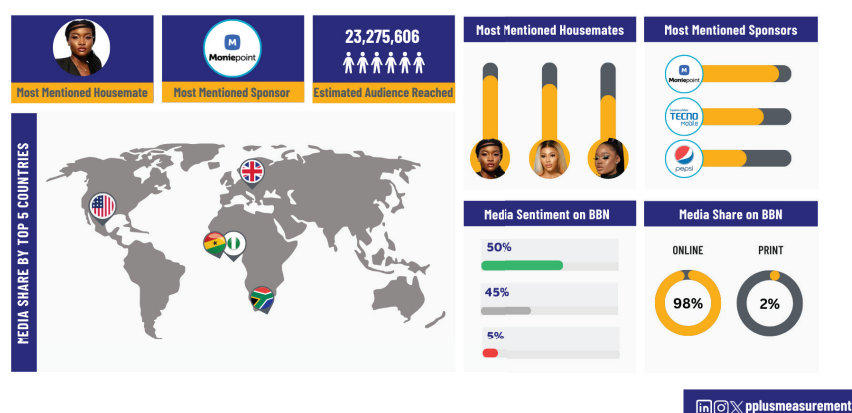 M
Moniepoint
23,275,606
Most Mentioned Housemate
Most Mentioned Sponsor
Estimated Audience Reached
Most Mentioned Housemates
Most Mentioned Sponsors
M
Moniepoint
TECNO
Mobile
pepsi
MEDIA SHARE BY TOP 5 COUNTRIES
Media Sentiment on BBN
50%
45%
5%
Media Share on BBN
ONLINE
PRINT
98%
2%
in X pplusmeasurement